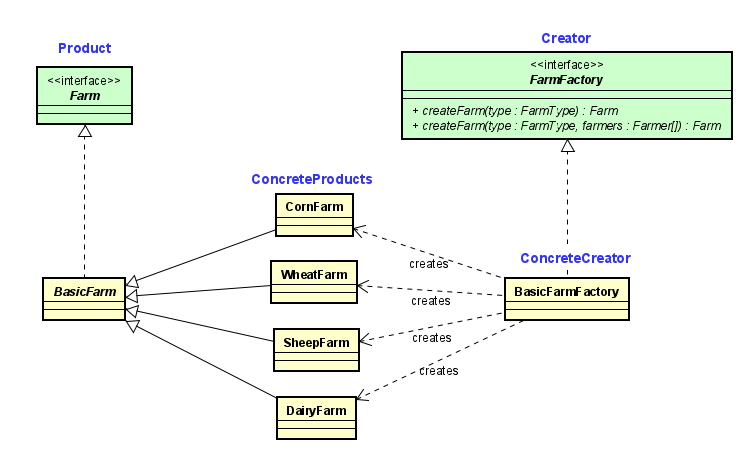 Product
Creator
<<interface>>
Farm
<<interface>>
FarmFactory
+ createFarm(type : FarmType) : Farm
+ createFarm(type : FarmType, farmers : Farmer[]) : Farm
ConcreteProducts
CornFarm
ConcreteCreator
creates
WheatFarm
BasicFarm
BasicFarmFactory
creates
SheepFarm
creates
creates
DairyFarm